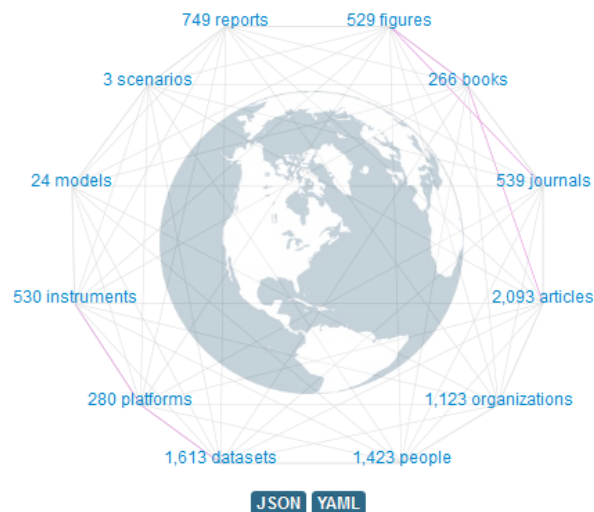 749 reports
529 figures
3 scenarios
266 books
24 models
539 journals
530 instruments
2,093 articles
280 platforms
1,123 organizations
1,613 datasets
1,423 people
JSON YAML